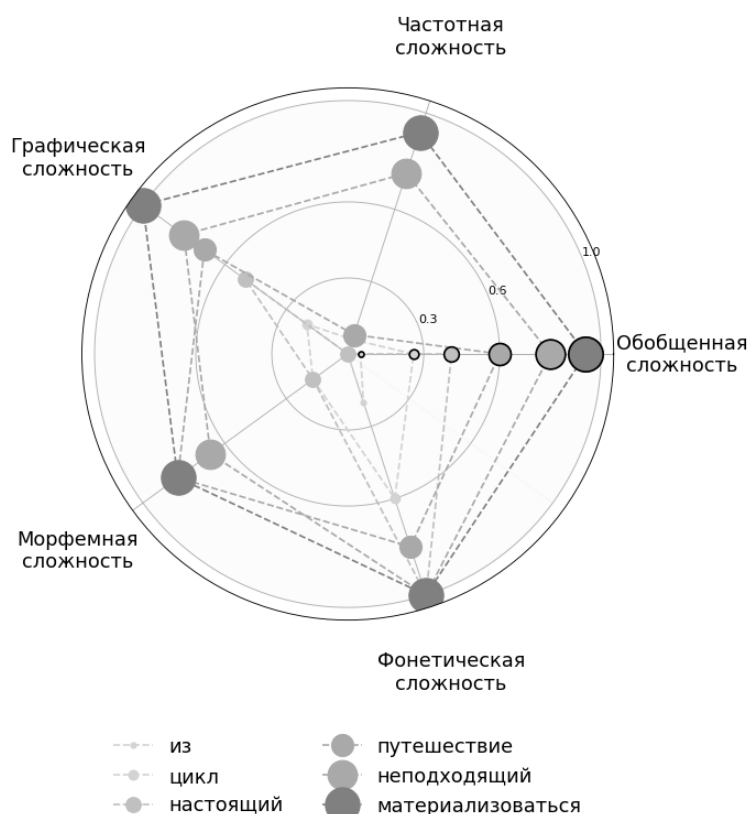 Частотная
сложность
Графическая
сложность
1.0
0.6
0.3
Обобщенная
сложность
Морфемная
сложность
Фонетическая
сложность
из
цикл
настоящий
путешествие
неподходящий
материализоваться